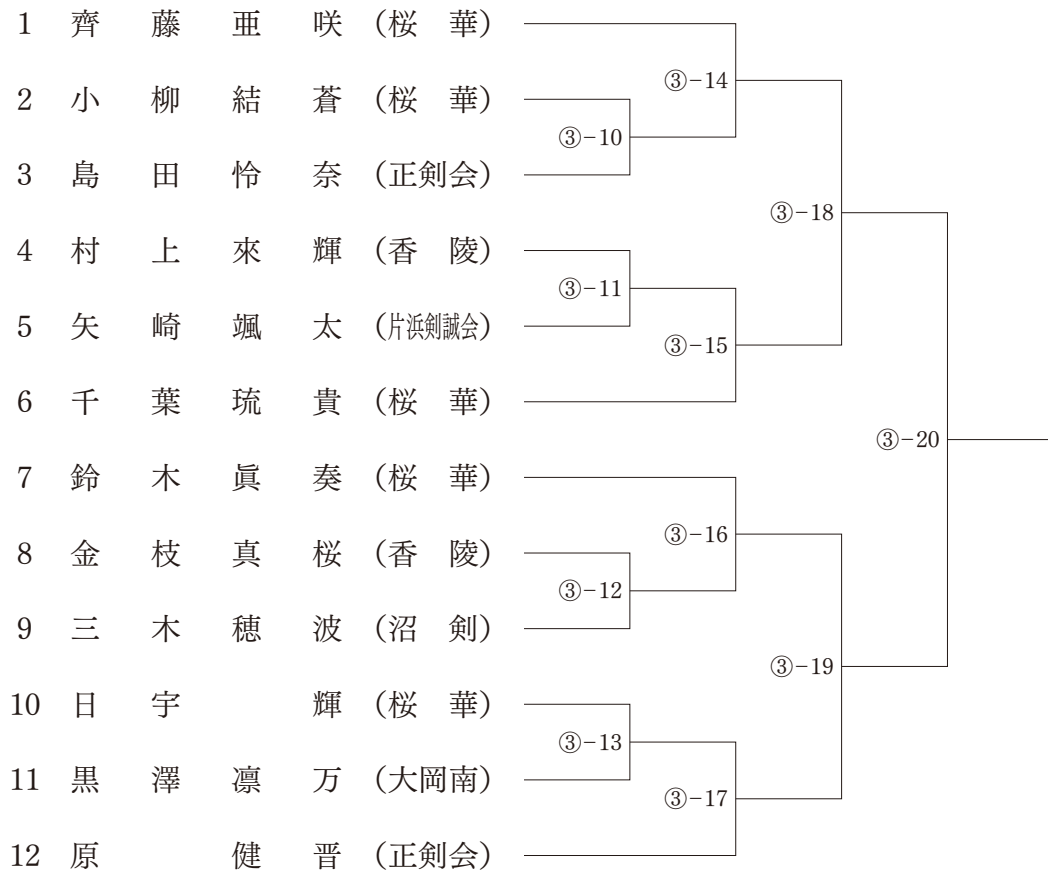 1 齊藤亜咲 (桜華)
2 小柳結蒼 (桜華)
3 島田怜奈 (正剣会)
4 村上來輝 (香陵)
5 矢崎颯太 (片浜剣誠会)
6 千葉琉貴 (桜華)
7 鈴木眞奏 (桜華)
8 金枝真桜 (香陵)
9 三木穂波 (沼剣)
10 日宇輝 (桜華)
11 黒澤凛万 (大岡南)
12 原健晋 (正剣会)
③-10
③-11
③-12
③-13
③-14
③-15
③-16
③-17
③-18
③-19
③-20